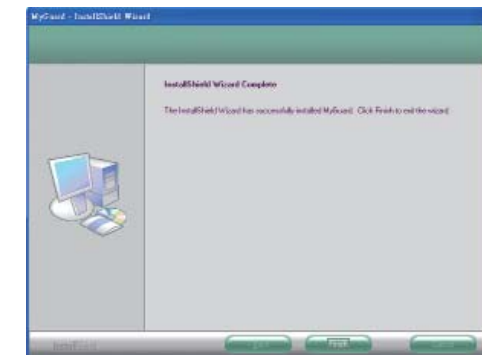 MyGuard - InstallShield Wizard
InstallShield Wizard Complete
The InstallShield Wizard has successfully installed MyGuard. Click Finish to exit the wizard.
InstallShield
Finish